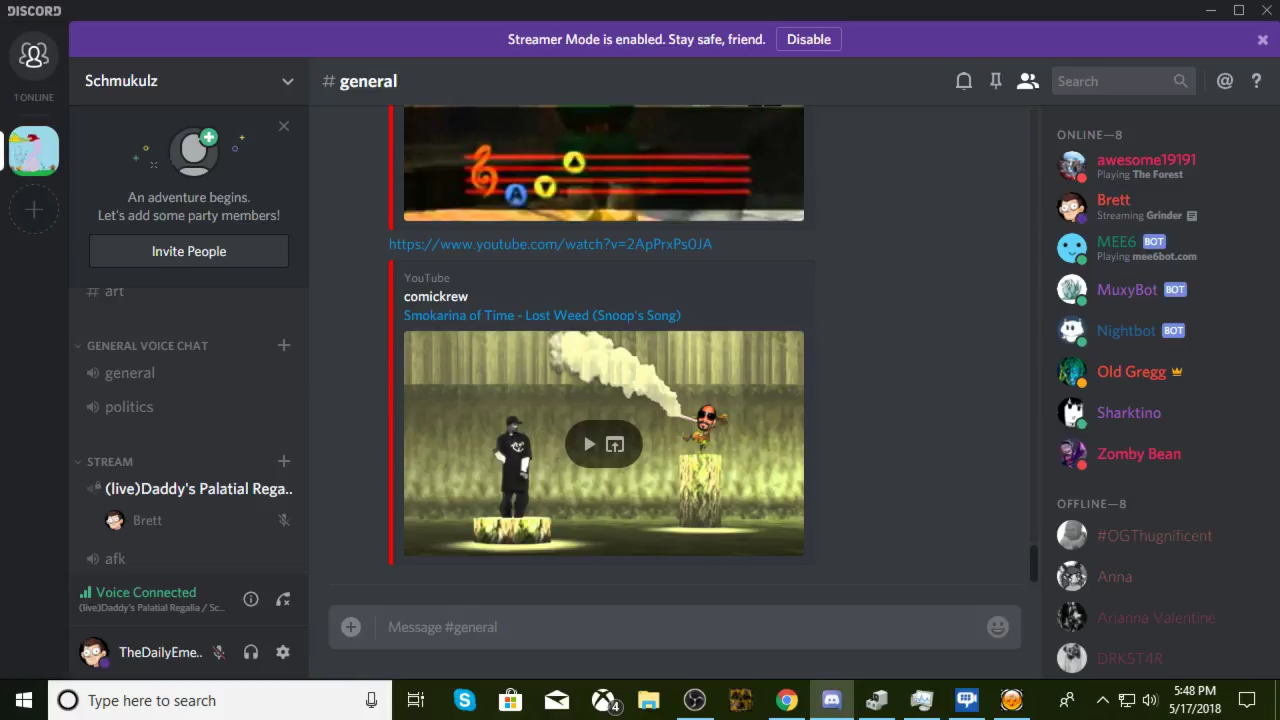 DISCORD
Streamer Mode is enabled. Stay safe, friend.
Disable
1 ONLINE
Schmukulz
An adventure begins.
Let's add some party members!
Invite People
# art
GENERAL VOICE CHAT
general
politics
STREAM
(live)Daddy's Palatial Rega..
Brett
afk
Voice Connected
(live)Daddy's Palatial Regalia / Sc...
TheDailyEme..
# general
Search
@ ?
A
https://www.youtube.com/watch?v=2ApPrxPs0JA
YouTube
comickrew
Smokarina of Time - Lost Weed (Snoop's Song)
Message #general
ONLINE—8
awesome19191
Playing The Forest
Brett
Streaming Grinder
MEE6 BOT
Playing mee6bot.com
MuxyBot BOT
Nightbot BOT
Old Gregg
Sharktino
Zomby Bean
OFFLINE—8
#OGThugnificent
Anna
Arianna Valentine
DRK5T4R
Type here to search
4
5:48 PM
5/17/2018